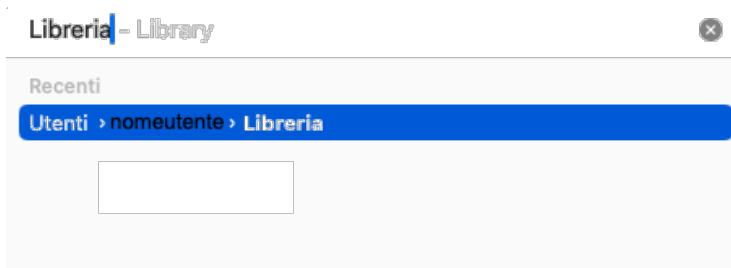 Libreria – Library
Recenti
Utenti › nomeutente › Libreria